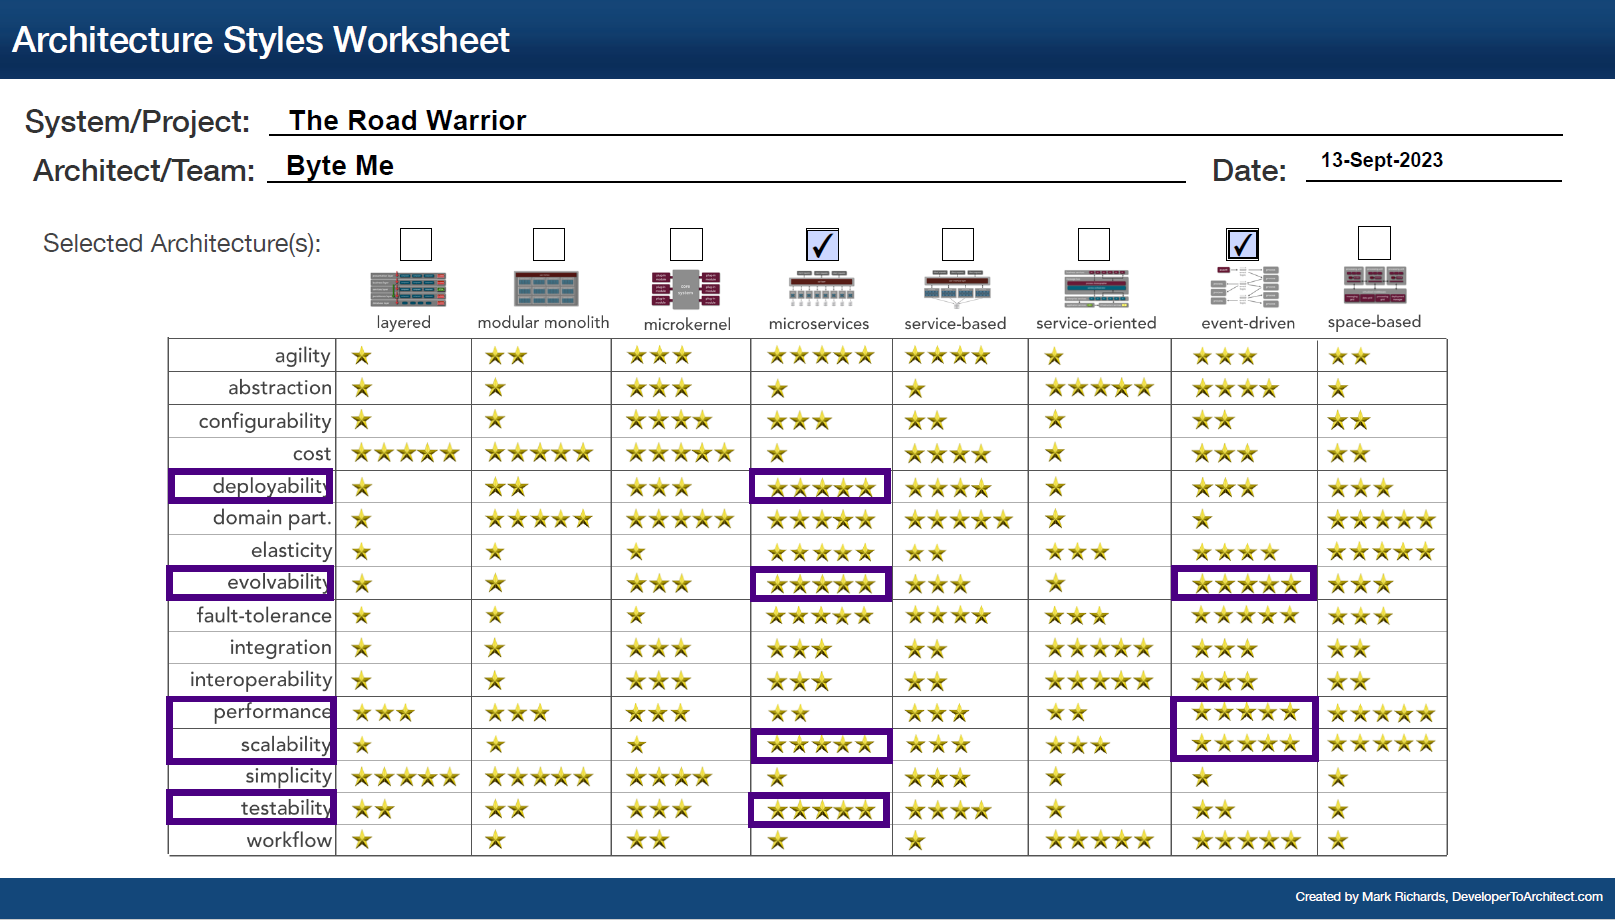 Architecture Styles Worksheet
System/Project: The Road Warrior
Architect/Team: Byte Me Date: 13-Sept-2023
Selected Architecture(s):
layered modular monolith microkernel microservices service-based service-oriented event-driven space-based
agility
abstraction
configurability
cost
deployability
domain part.
elasticity
evolvability
fault-tolerance
integration
interoperability
performance
scalability
simplicity
testability
workflow
Created by Mark Richards, DeveloperToArchitect.com